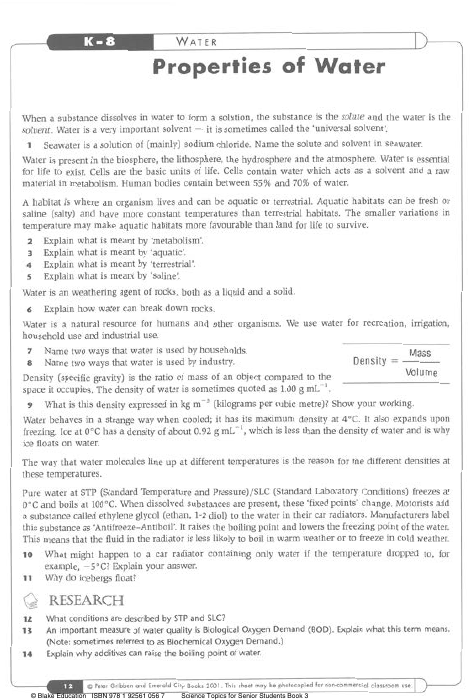 K-8
WATER
Properties of Water
When a substance dissolves in water to form a solution, the substance is the solute and the water is the
solvent. Water is a very important solvent — it is sometimes called the 'universal solvent'.
1 Seawater is a solution of (mainly) sodium chloride. Name the solute and solvent in seawater.
Water is present in the biosphere, the lithosphere, the hydrosphere and the atmosphere. Water is essential
for life to exist. Cells are the basic units of life. Cells contain water which acts as a solvent and a raw
material in metabolism. Human bodies contain between 55% and 70% of water.
A habitat is where an organism lives and can be aquatic or terrestrial. Aquatic habitats can be fresh or
saline (salty) and have more constant temperatures than terrestrial habitats. The smaller variations in
temperature may make aquatic habitats more favourable than land for life to survive.
2 Explain what is meant by 'metabolism'.
3 Explain what is meant by 'aquatic'.
4 Explain what is meant by 'terrestrial'.
5 Explain what is meant by 'saline'.
Water is an weathering agent of rocks, both as a liquid and a solid.
6 Explain how water can break down rocks.
Water is a natural resource for humans and other organisms. We use water for recreation, irrigation,
household use and industrial use.
7 Name two ways that water is used by households.
8 Name two ways that water is used by industry.
Density = Mass
Volume
Density (specific gravity) is the ratio of mass of an object compared to the
space it occupies. The density of water is sometimes quoted as 1.00 g mL⁻¹.
9 What is this density expressed in kg m⁻³ (kilograms per cubic metre)? Show your working.
Water behaves in a strange way when cooled; it has its maximum density at 4°C. It also expands upon
freezing. Ice at 0°C has a density of about 0.92 g mL⁻¹, which is less than the density of water and is why
ice floats on water.
The way that water molecules line up at different temperatures is the reason for the different densities at
these temperatures.
Pure water at STP (Standard Temperature and Pressure)/SLC (Standard Laboratory Conditions) freezes at
0°C and boils at 100°C. When dissolved substances are present, these 'fixed points' change. Motorists add
a substance called ethylene glycol (ethan, 1-2 diol) to the water in their car radiators. Manufacturers label
this substance as 'Antifreeze–Antiboil'. It raises the boiling point and lowers the freezing point of the water.
This means that the fluid in the radiator is less likely to boil in warm weather or to freeze in cold weather.
10 What might happen to a car radiator containing only water if the temperature dropped to, for
example, −5°C? Explain your answer.
11 Why do icebergs float?
RESEARCH
12 What conditions are described by STP and SLC?
13 An important measure of water quality is Biological Oxygen Demand (BOD). Explain what this term means.
(Note: sometimes referred to as Biochemical Oxygen Demand.)
14 Explain why additives can raise the boiling point of water.
12 © Peter Gribben and Emerald City Books 2001. This sheet may be photocopied for non-commercial classroom use.
© Blake Education ISBN 978 1 92561 056 7 Science Topics for Senior Students Book 3